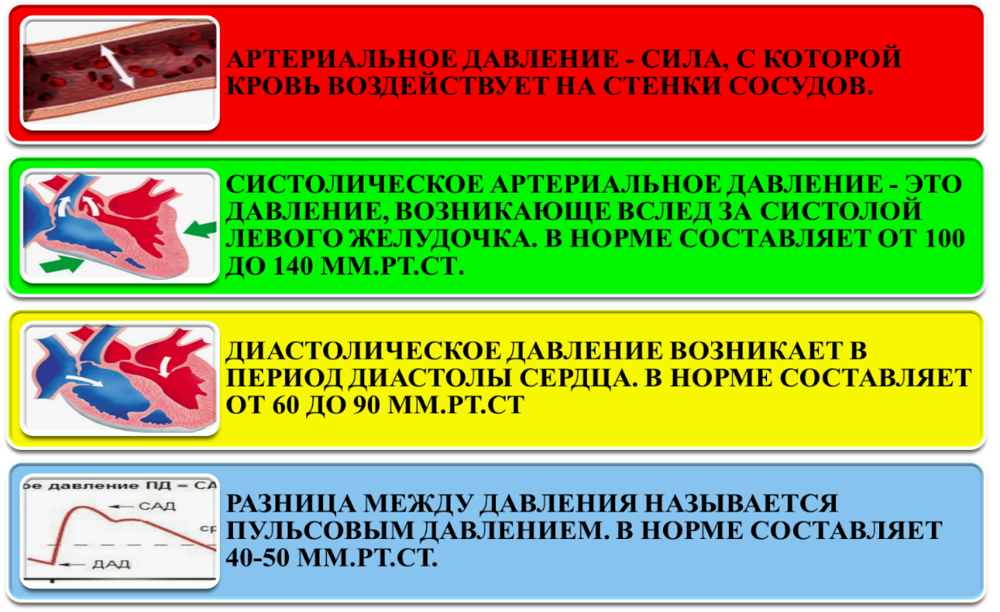 АРТЕРИАЛЬНОЕ ДАВЛЕНИЕ - СИЛА, С КОТОРОЙ
КРОВЬ ВОЗДЕЙСТВУЕТ НА СТЕНКИ СОСУДОВ.
СИСТОЛИЧЕСКОЕ АРТЕРИАЛЬНОЕ ДАВЛЕНИЕ - ЭТО
ДАВЛЕНИЕ, ВОЗНИКАЮЩЕ ВСЛЕД ЗА СИСТОЛОЙ
ЛЕВОГО ЖЕЛУДОЧКА. В НОРМЕ СОСТАВЛЯЕТ ОТ 100
ДО 140 ММ.РТ.СТ.
ДИАСТОЛИЧЕСКОЕ ДАВЛЕНИЕ ВОЗНИКАЕТ В
ПЕРИОД ДИАСТОЛЫ СЕРДЦА. В НОРМЕ СОСТАВЛЯЕТ
ОТ 60 ДО 90 ММ.РТ.СТ
ое давление ПД = СА
САД
ср
ДАД
РАЗНИЦА МЕЖДУ ДАВЛЕНИЯ НАЗЫВАЕТСЯ
ПУЛЬСОВЫМ ДАВЛЕНИЕМ. В НОРМЕ СОСТАВЛЯЕТ
40-50 ММ.РТ.СТ.